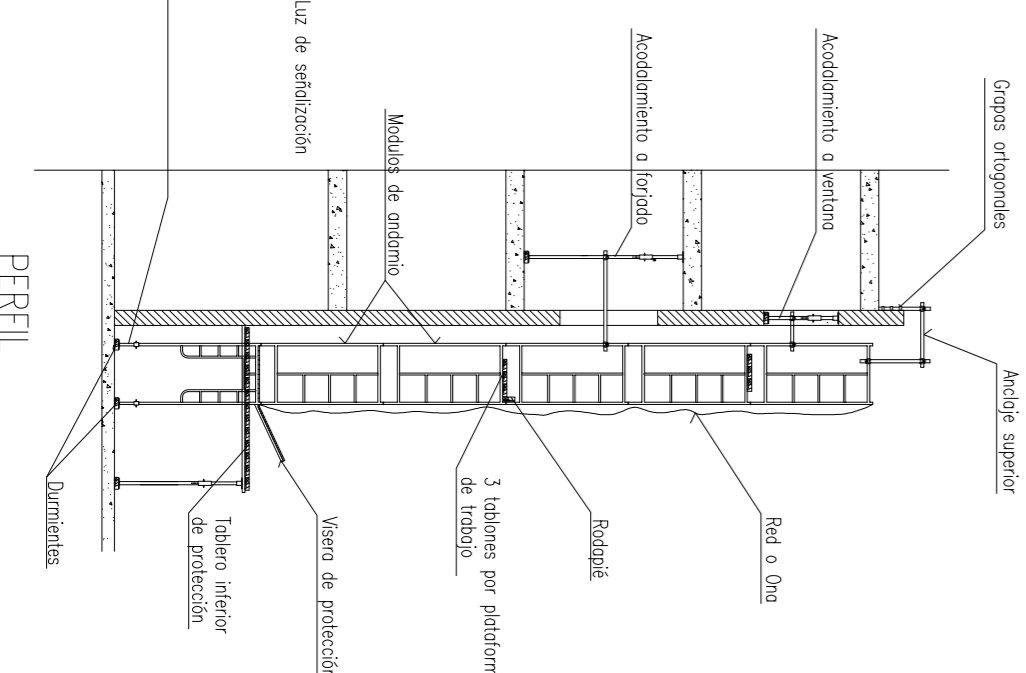 Grapas ortogonales
Anclaje superior
Acodalamiento a ventana
Acodalamiento a forjado
Red o Ona
Rodapié
3 tablones por plataform
de trabajo
Modulos de andamio
Luz de señalización
Visera de protección
Tablero inferior
de protección
Durmientes
PERFIL